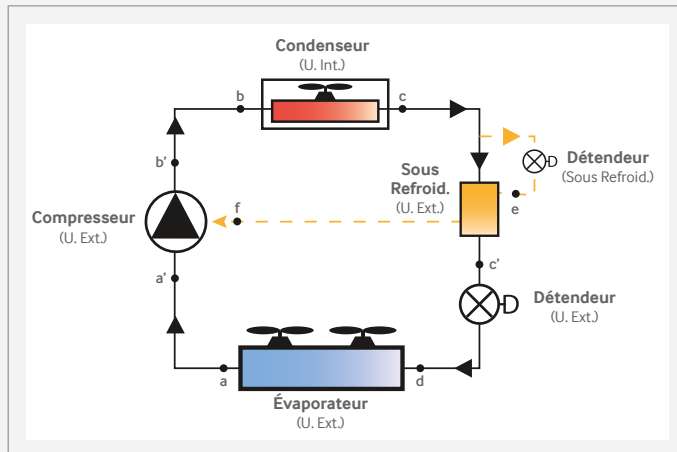 Condenseur
(U. Int.)
b
c
b'
Sous
Refroid.
(U. Ext.)
Détendeur
(Sous Refroid.)
e
Compresseur
(U. Ext.)
f
a'
c'
Détendeur
(U. Ext.)
a
d
Évaporateur
(U. Ext.)